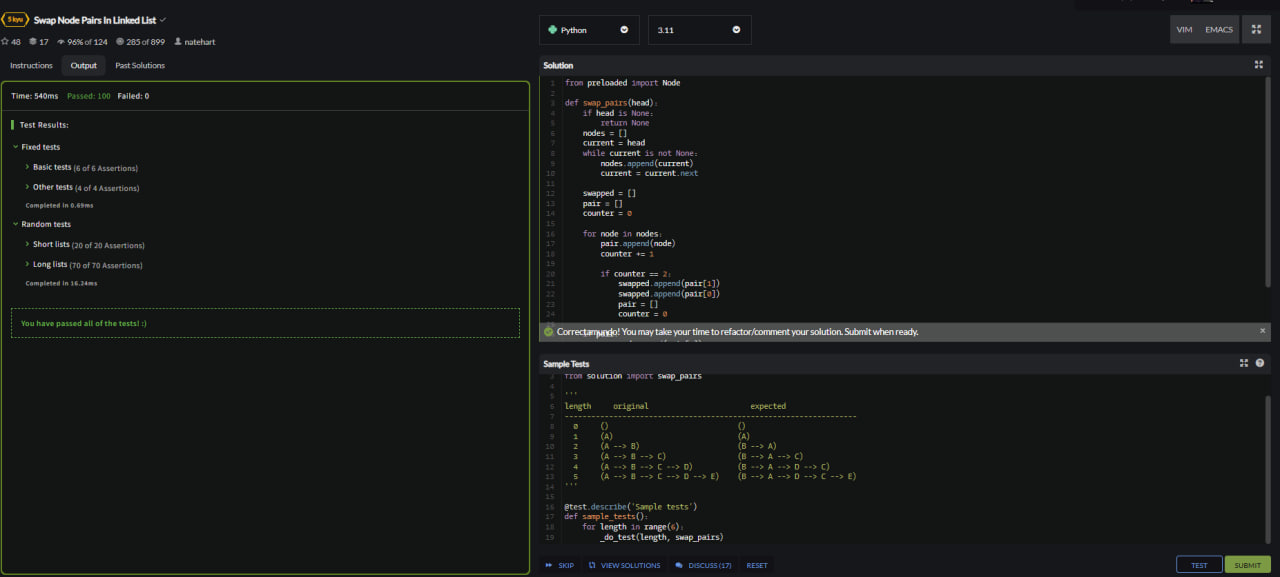 5 kyu Swap Node Pairs In Linked List
48 17 96% of 124 285 of 899 natehart
Instructions Output Past Solutions
Time: 540ms Passed: 100 Failed: 0
Test Results:
Fixed tests
Basic tests (6 of 6 Assertions)
Other tests (4 of 4 Assertions)
Completed in 0.69ms
Random tests
Short lists (20 of 20 Assertions)
Long lists (70 of 70 Assertions)
Completed in 16.24ms
You have passed all of the tests! :)
Python 3.11 VIM EMACS
Solution
1 from preloaded import Node
2
3 def swap_pairs(head):
4 if head is None:
5 return None
6 nodes = []
7 current = head
8 while current is not None:
9 nodes.append(current)
10 current = current.next
11
12 swapped = []
13 pair = []
14 counter = 0
15
16 for node in nodes:
17 pair.append(node)
18 counter += 1
19
20 if counter == 2:
21 swapped.append(pair[1])
22 swapped.append(pair[0])
23 pair = []
24 counter = 0
Correctamundo! You may take your time to refactor/comment your solution. Submit when ready.
Sample Tests
3 from solution import swap_pairs
4
5 '''
6 length original expected
7 -----------------------------------------------------------------
8 0 () ()
9 1 (A) (A)
10 2 (A --> B) (B --> A)
11 3 (A --> B --> C) (B --> A --> C)
12 4 (A --> B --> C --> D) (B --> A --> D --> C)
13 5 (A --> B --> C --> D --> E) (B --> A --> D --> C --> E)
14 '''
15
16 @test.describe('Sample tests')
17 def sample_tests():
18 for length in range(6):
19 _do_test(length, swap_pairs)
SKIP VIEW SOLUTIONS DISCUSS (17) RESET TEST SUBMIT